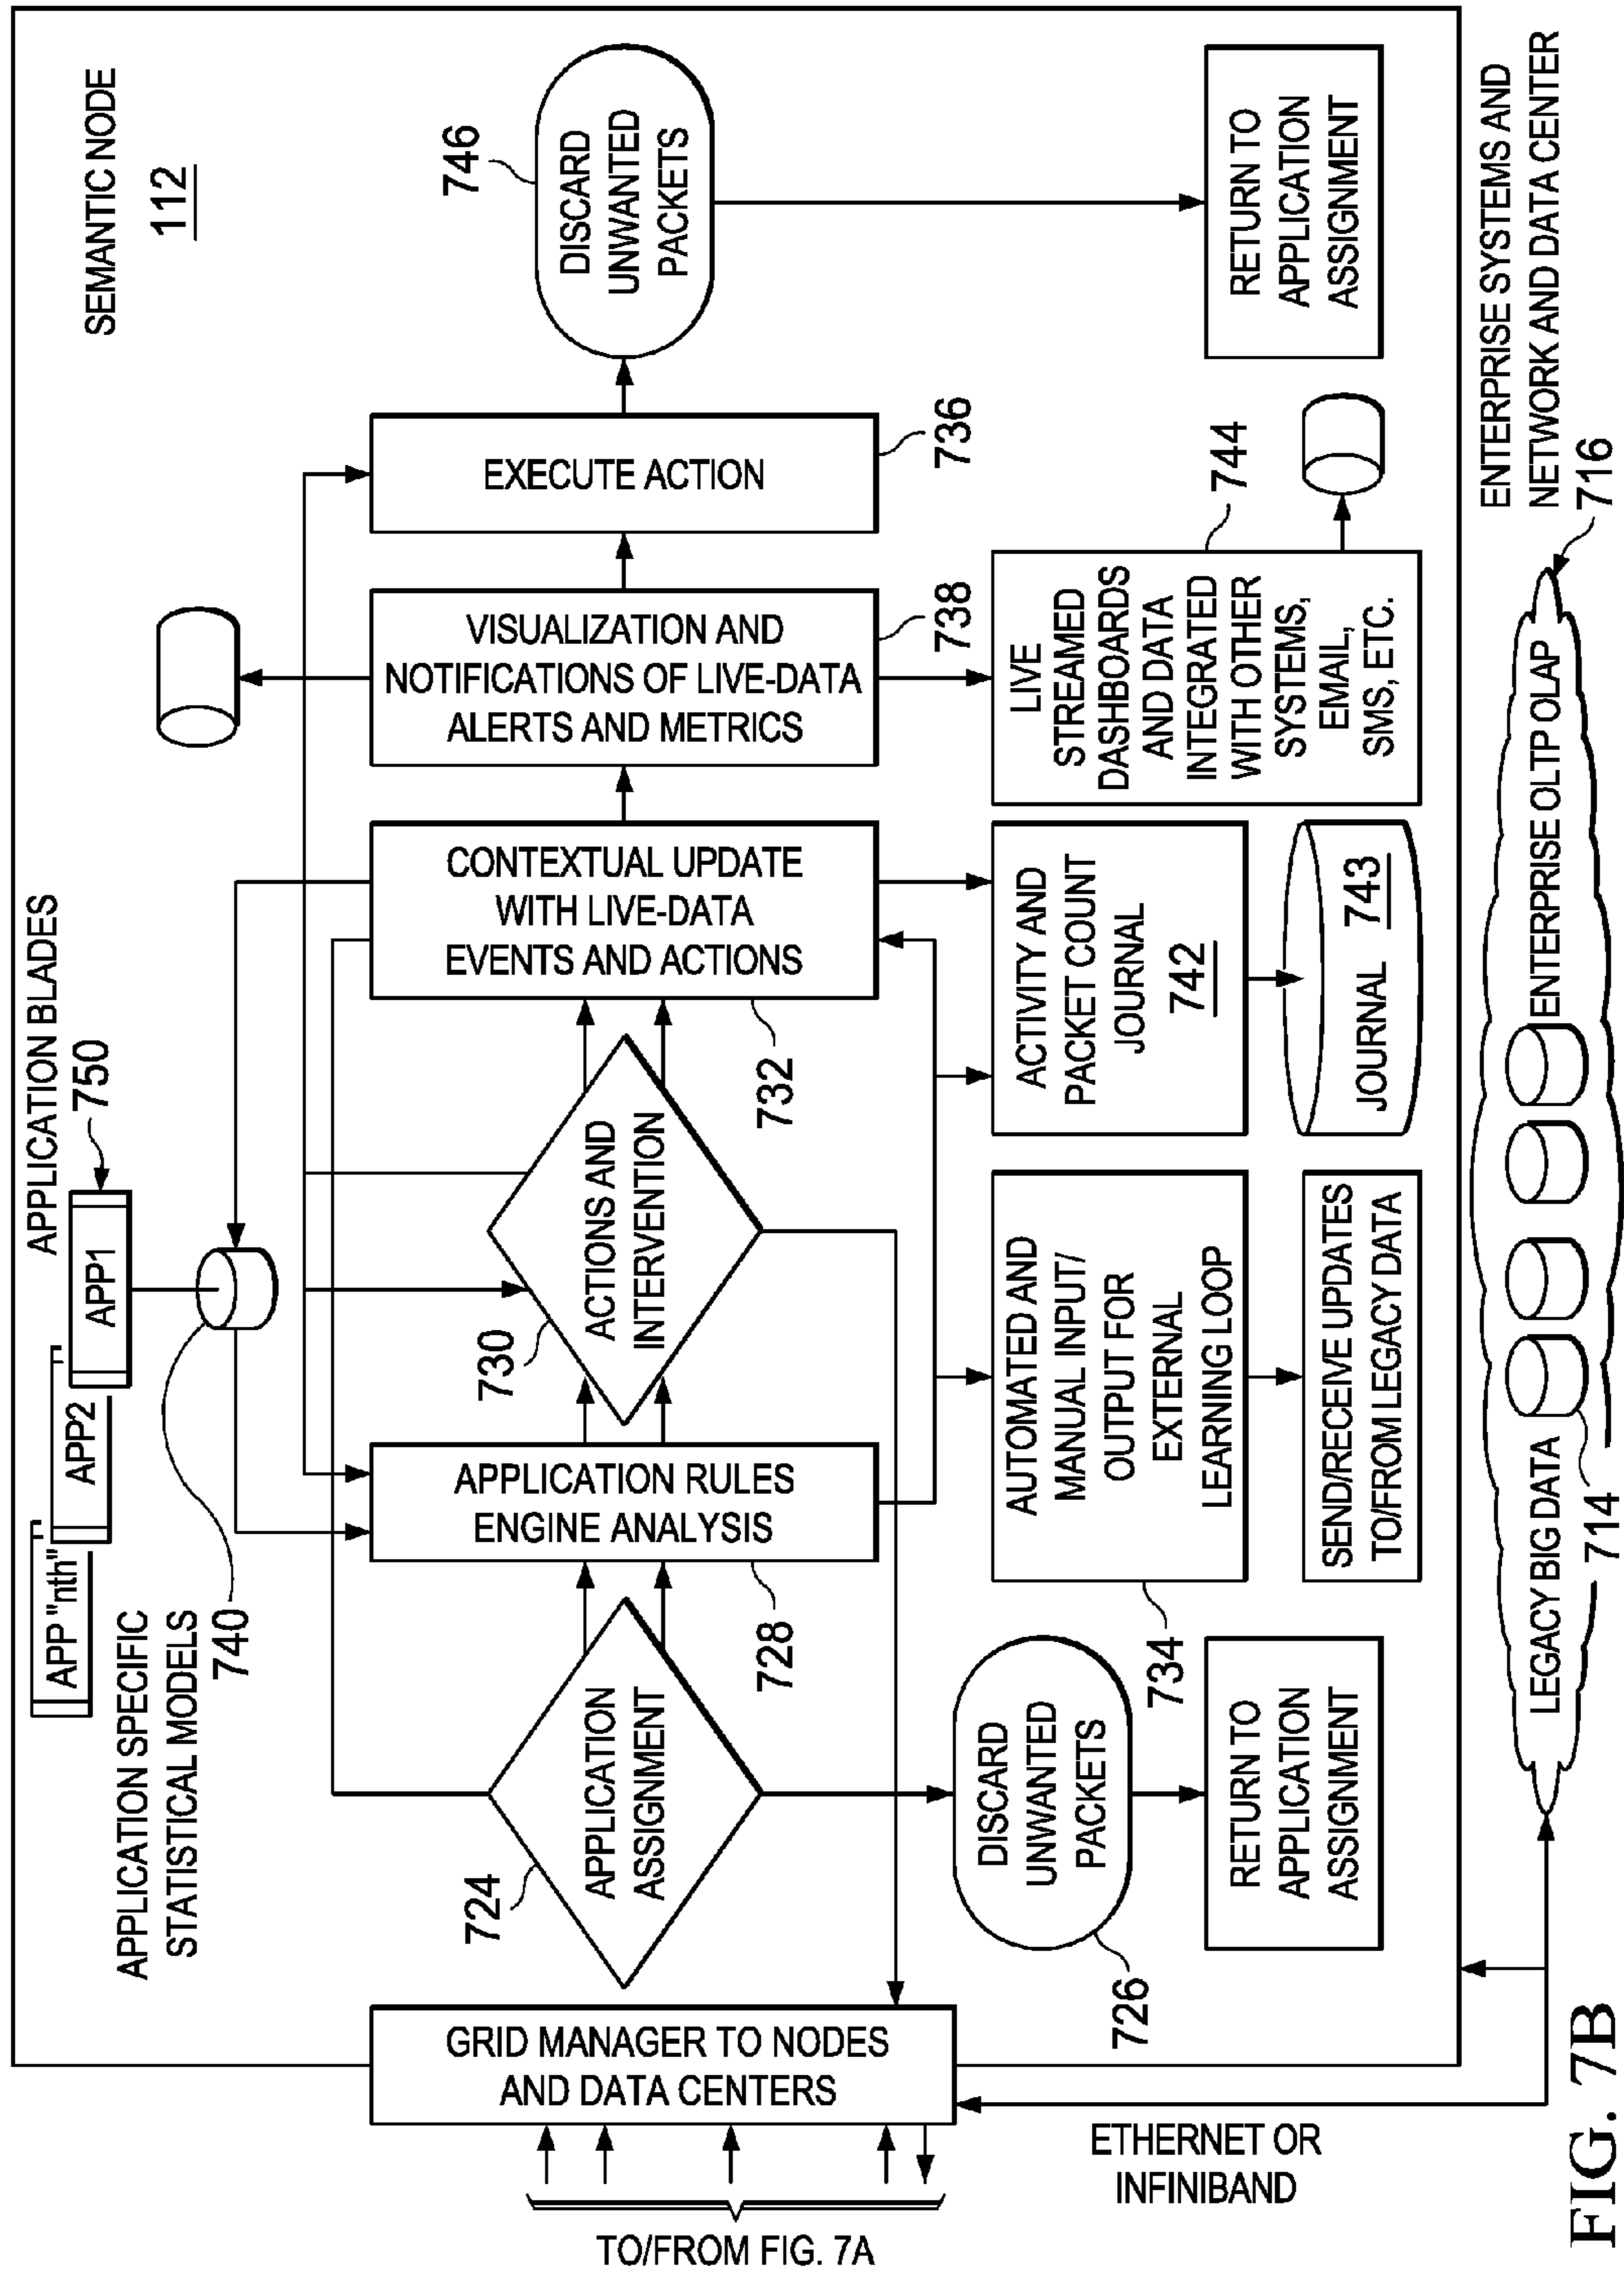 SEMANTIC NODE
112
APPLICATION BLADES
750
APP "nth"
APP2
APP1
APPLICATION SPECIFIC
STATISTICAL MODELS
740
GRID MANAGER TO NODES
AND DATA CENTERS
724
APPLICATION
ASSIGNMENT
APPLICATION RULES
ENGINE ANALYSIS
728
730
ACTIONS AND
INTERVENTION
CONTEXTUAL UPDATE
WITH LIVE-DATA
EVENTS AND ACTIONS
732
VISUALIZATION AND
NOTIFICATIONS OF LIVE-DATA
ALERTS AND METRICS
738
EXECUTE ACTION
736
746
DISCARD
UNWANTED
PACKETS
TO/FROM FIG. 7A
ETHERNET OR
INFINIBAND
DISCARD
UNWANTED
PACKETS
726
RETURN TO
APPLICATION
ASSIGNMENT
AUTOMATED AND
MANUAL INPUT/
OUTPUT FOR
EXTERNAL
LEARNING LOOP
734
SEND/RECEIVE UPDATES
TO/FROM LEGACY DATA
ACTIVITY AND
PACKET COUNT
JOURNAL
742
JOURNAL 743
LIVE
STREAMED
DASHBOARDS
AND DATA
INTEGRATED
WITH OTHER
SYSTEMS,
EMAIL,
SMS, ETC.
744
RETURN TO
APPLICATION
ASSIGNMENT
LEGACY BIG DATA
714
ENTERPRISE OLTP OLAP
ENTERPRISE SYSTEMS AND
NETWORK AND DATA CENTER
716
FIG. 7B